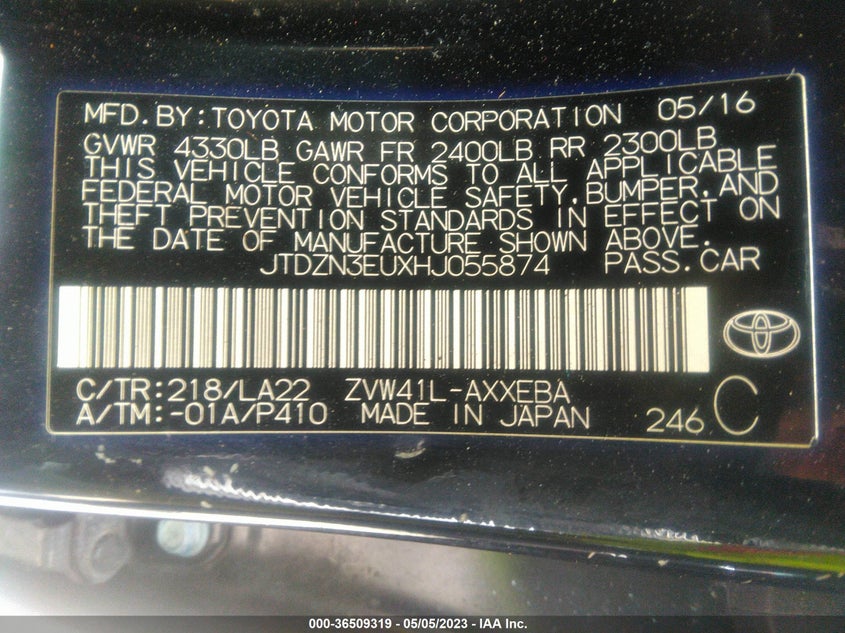 MFD.BY:TOYOTA MOTOR CORPORATION 05/16
GVWR 4330LB GAWR FR 2400LB RR 2300LB
THIS VEHICLE CONFORMS TO ALL APPLICABLE
FEDERAL MOTOR VEHICLE SAFETY,BUMPER,AND
THEFT PREVENTION STANDARDS IN EFFECT ON
THE DATE OF MANUFACTURE SHOWN ABOVE.
JTDZN3EUXHJ055874 PASS.CAR
C/TR:218/LA22 ZVW41L-AXXEBA
A/TM:-01A/P410 MADE IN JAPAN 246 C
000-36509319 - 05/05/2023 - IAA Inc.